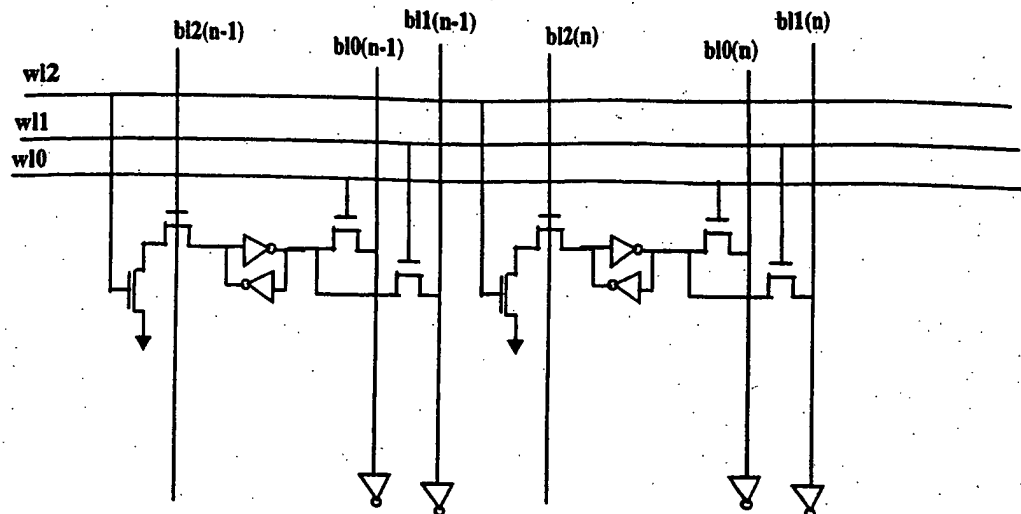 bl2(n-1)
bl0(n-1)
bl1(n-1)
bl2(n)
bl0(n)
bl1(n)
wl2
wl1
wl0